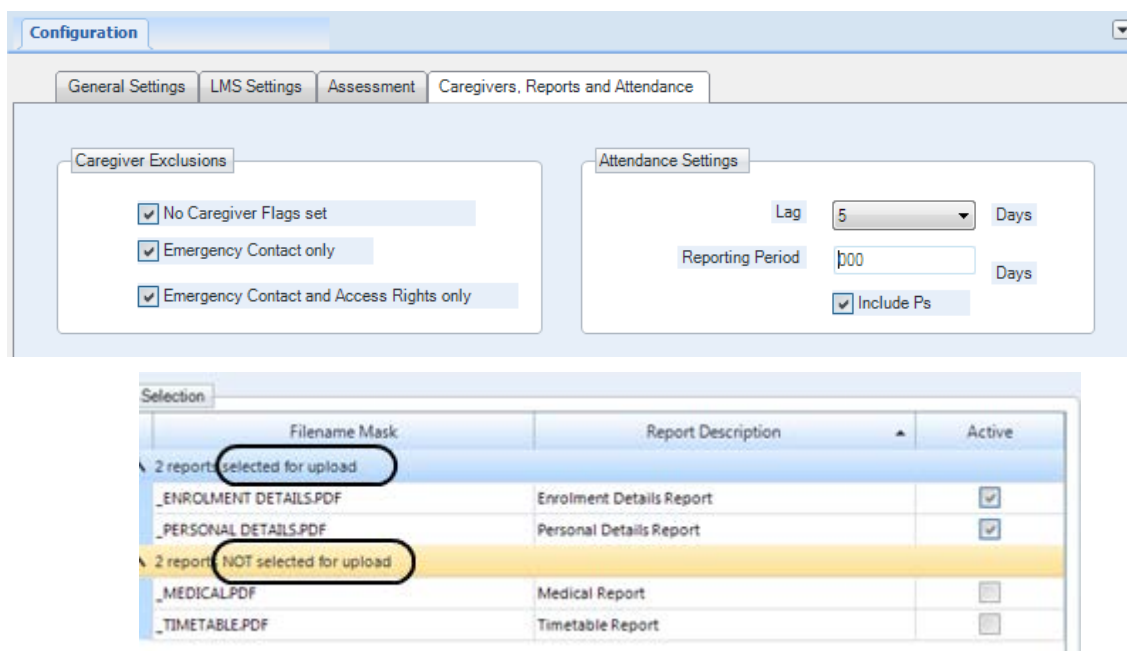 Configuration
General Settings LMS Settings Assessment Caregivers, Reports and Attendance
Caregiver Exclusions
No Caregiver Flags set
Emergency Contact only
Emergency Contact and Access Rights only
Attendance Settings
Lag 5 Days
Reporting Period 000 Days
Include Ps
Selection
Filename Mask Report Description Active
2 reports selected for upload
_ENROLMENT DETAILS.PDF Enrolment Details Report
_PERSONAL DETAILS.PDF Personal Details Report
2 reports NOT selected for upload
_MEDICAL.PDF Medical Report
_TIMETABLE.PDF Timetable Report